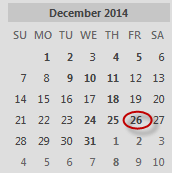 December 2014
SU MO TU WE TH FR SA
1 2 3 4 5 6
7 8 9 10 11 12 13
14 15 16 17 18 19 20
21 22 23 24 25 26 27
28 29 30 31 1 2 3
4 5 6 7 8 9 10